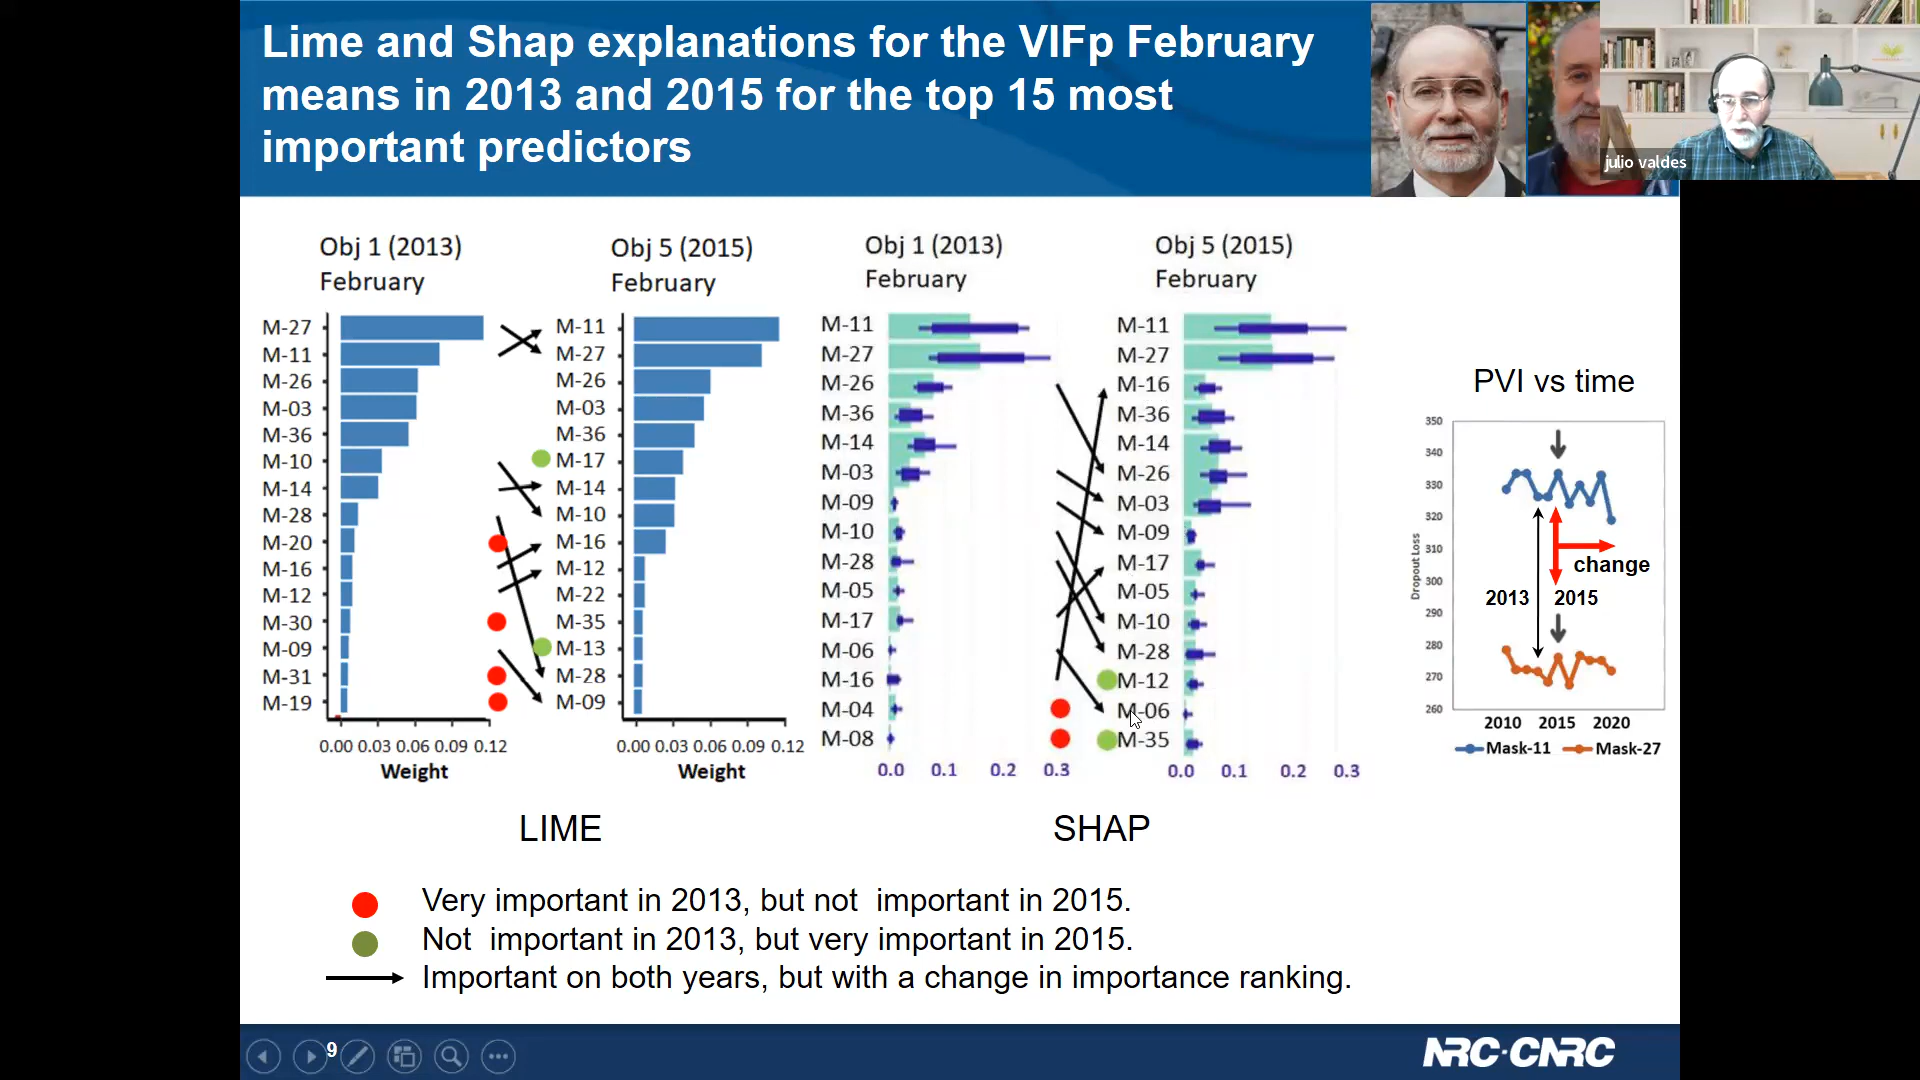 Lime and Shap explanations for the VIFp February
means in 2013 and 2015 for the top 15 most
important predictors
julio valdes
Obj 1 (2013)
February
M-27
M-11
M-26
M-03
M-36
M-10
M-14
M-28
M-20
M-16
M-12
M-30
M-09
M-31
M-19
0.00 0.03 0.06 0.09 0.12
Weight
Obj 5 (2015)
February
M-11
M-27
M-26
M-03
M-36
M-17
M-14
M-10
M-16
M-12
M-22
M-35
M-13
M-28
M-09
0.00 0.03 0.06 0.09 0.12
Weight
LIME
Obj 1 (2013)
February
M-11
M-27
M-26
M-36
M-14
M-03
M-09
M-10
M-28
M-05
M-17
M-06
M-16
M-04
M-08
0.0 0.1 0.2 0.3
Obj 5 (2015)
February
M-11
M-27
M-16
M-36
M-14
M-26
M-03
M-09
M-17
M-05
M-10
M-28
M-12
M-06
M-35
0.0 0.1 0.2 0.3
SHAP
PVI vs time
350
340
330
320
310
300
290
280
270
260
Dropout Loss
change
2013 2015
2010 2015 2020
Mask-11 Mask-27
Very important in 2013, but not important in 2015.
Not important in 2013, but very important in 2015.
Important on both years, but with a change in importance ranking.
9
NRC·CNRC